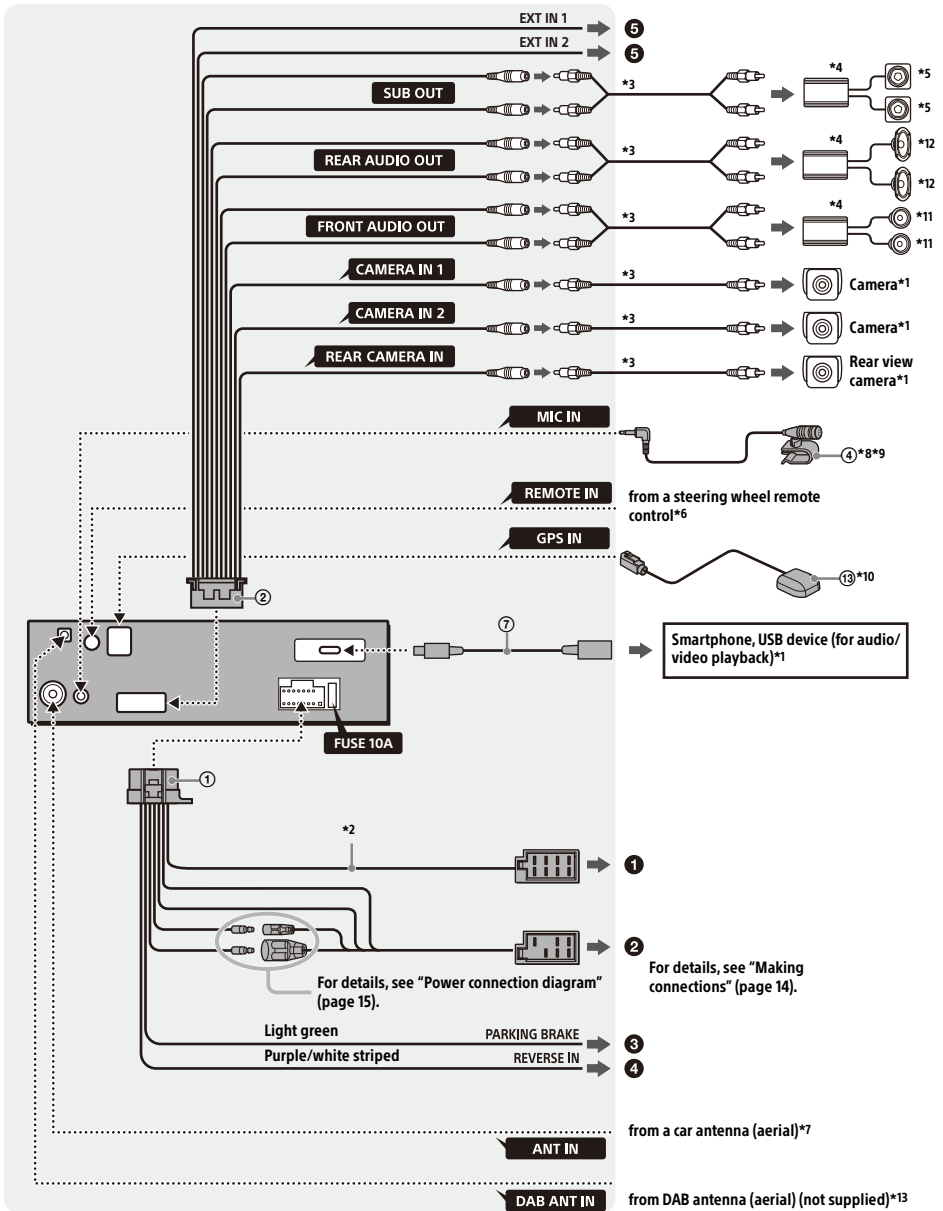 EXT IN 1
❺
EXT IN 2
❺
SUB OUT
*3
*4
*5
*5
REAR AUDIO OUT
*3
*4
*12
*12
FRONT AUDIO OUT
*3
*4
*11
*11
CAMERA IN 1
*3
Camera*1
CAMERA IN 2
*3
Camera*1
REAR CAMERA IN
*3
Rear view
camera*1
MIC IN
④*8*9
REMOTE IN
from a steering wheel remote
control*6
GPS IN
⑬*10
②
⑦
Smartphone, USB device (for audio/
video playback)*1
FUSE 10A
①
*2
❶
❷
For details, see “Power connection diagram”
(page 15).
For details, see “Making
connections” (page 14).
Light green
PARKING BRAKE
❸
Purple/white striped
REVERSE IN
❹
from a car antenna (aerial)*7
ANT IN
DAB ANT IN
from DAB antenna (aerial) (not supplied)*13